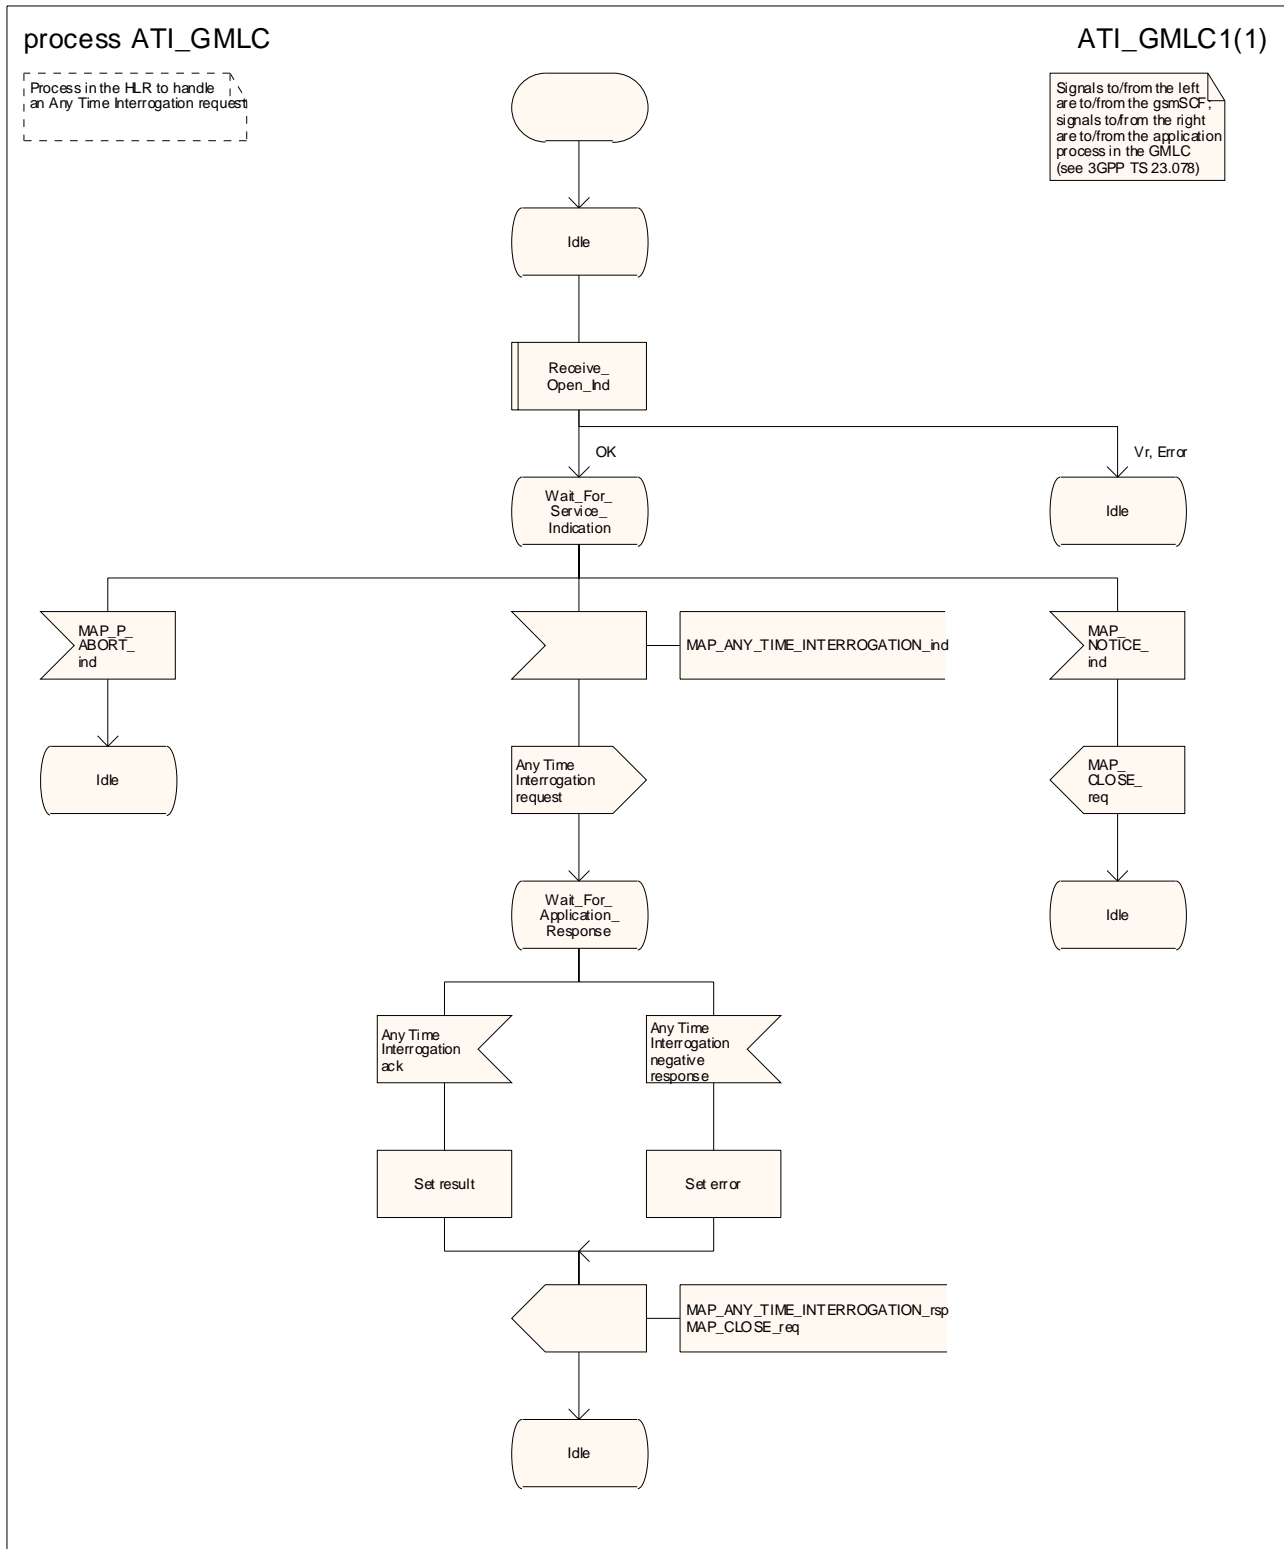 process ATI_GMLC
ATI_GMLC1(1)
Process in the HLR to handle
an Any Time Interrogation request
Signals to/from the left
are to/from the gsmSCF;
signals to/from the right
are to/from the application
process in the GMLC
(see 3GPP TS 23.078)
Idle
Receive_
Open_Ind
OK
Vr, Error
Wait_For_
Service_
Indication
Idle
MAP_P_
ABORT_
ind
MAP_ANY_TIME_INTERROGATION_ind
MAP_
NOTICE_
ind
Idle
Any Time
Interrogation
request
MAP_
CLOSE_
req
Wait_For_
Application_
Response
Idle
Any Time
Interrogation
ack
Any Time
Interrogation
negative
response
Set result
Set error
MAP_ANY_TIME_INTERROGATION_rsp
MAP_CLOSE_req
Idle